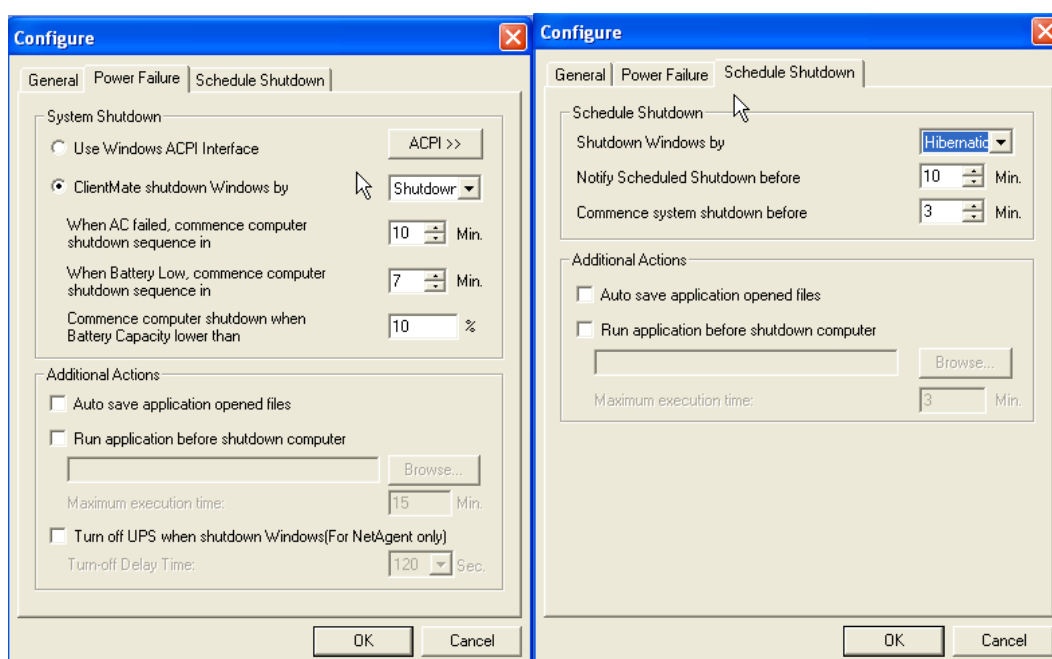 Configure
General
Power Failure
Schedule Shutdown
System Shutdown
Use Windows ACPI Interface
ACPI >>
ClientMate shutdown Windows by
Shutdowr
When AC failed, commence computer
shutdown sequence in
10
Min.
When Battery Low, commence computer
shutdown sequence in
7
Min.
Commence computer shutdown when
Battery Capacity lower than
10
%
Additional Actions
Auto save application opened files
Run application before shutdown computer
Browse...
Maximum execution time:
15
Min.
Turn off UPS when shutdown Windows(For NetAgent only)
Turn-off Delay Time:
120
Sec.
OK
Cancel
Configure
General
Power Failure
Schedule Shutdown
Schedule Shutdown
Shutdown Windows by
Hibernatic
Notify Scheduled Shutdown before
10
Min.
Commence system shutdown before
3
Min.
Additional Actions
Auto save application opened files
Run application before shutdown computer
Browse...
Maximum execution time:
3
Min.
OK
Cancel